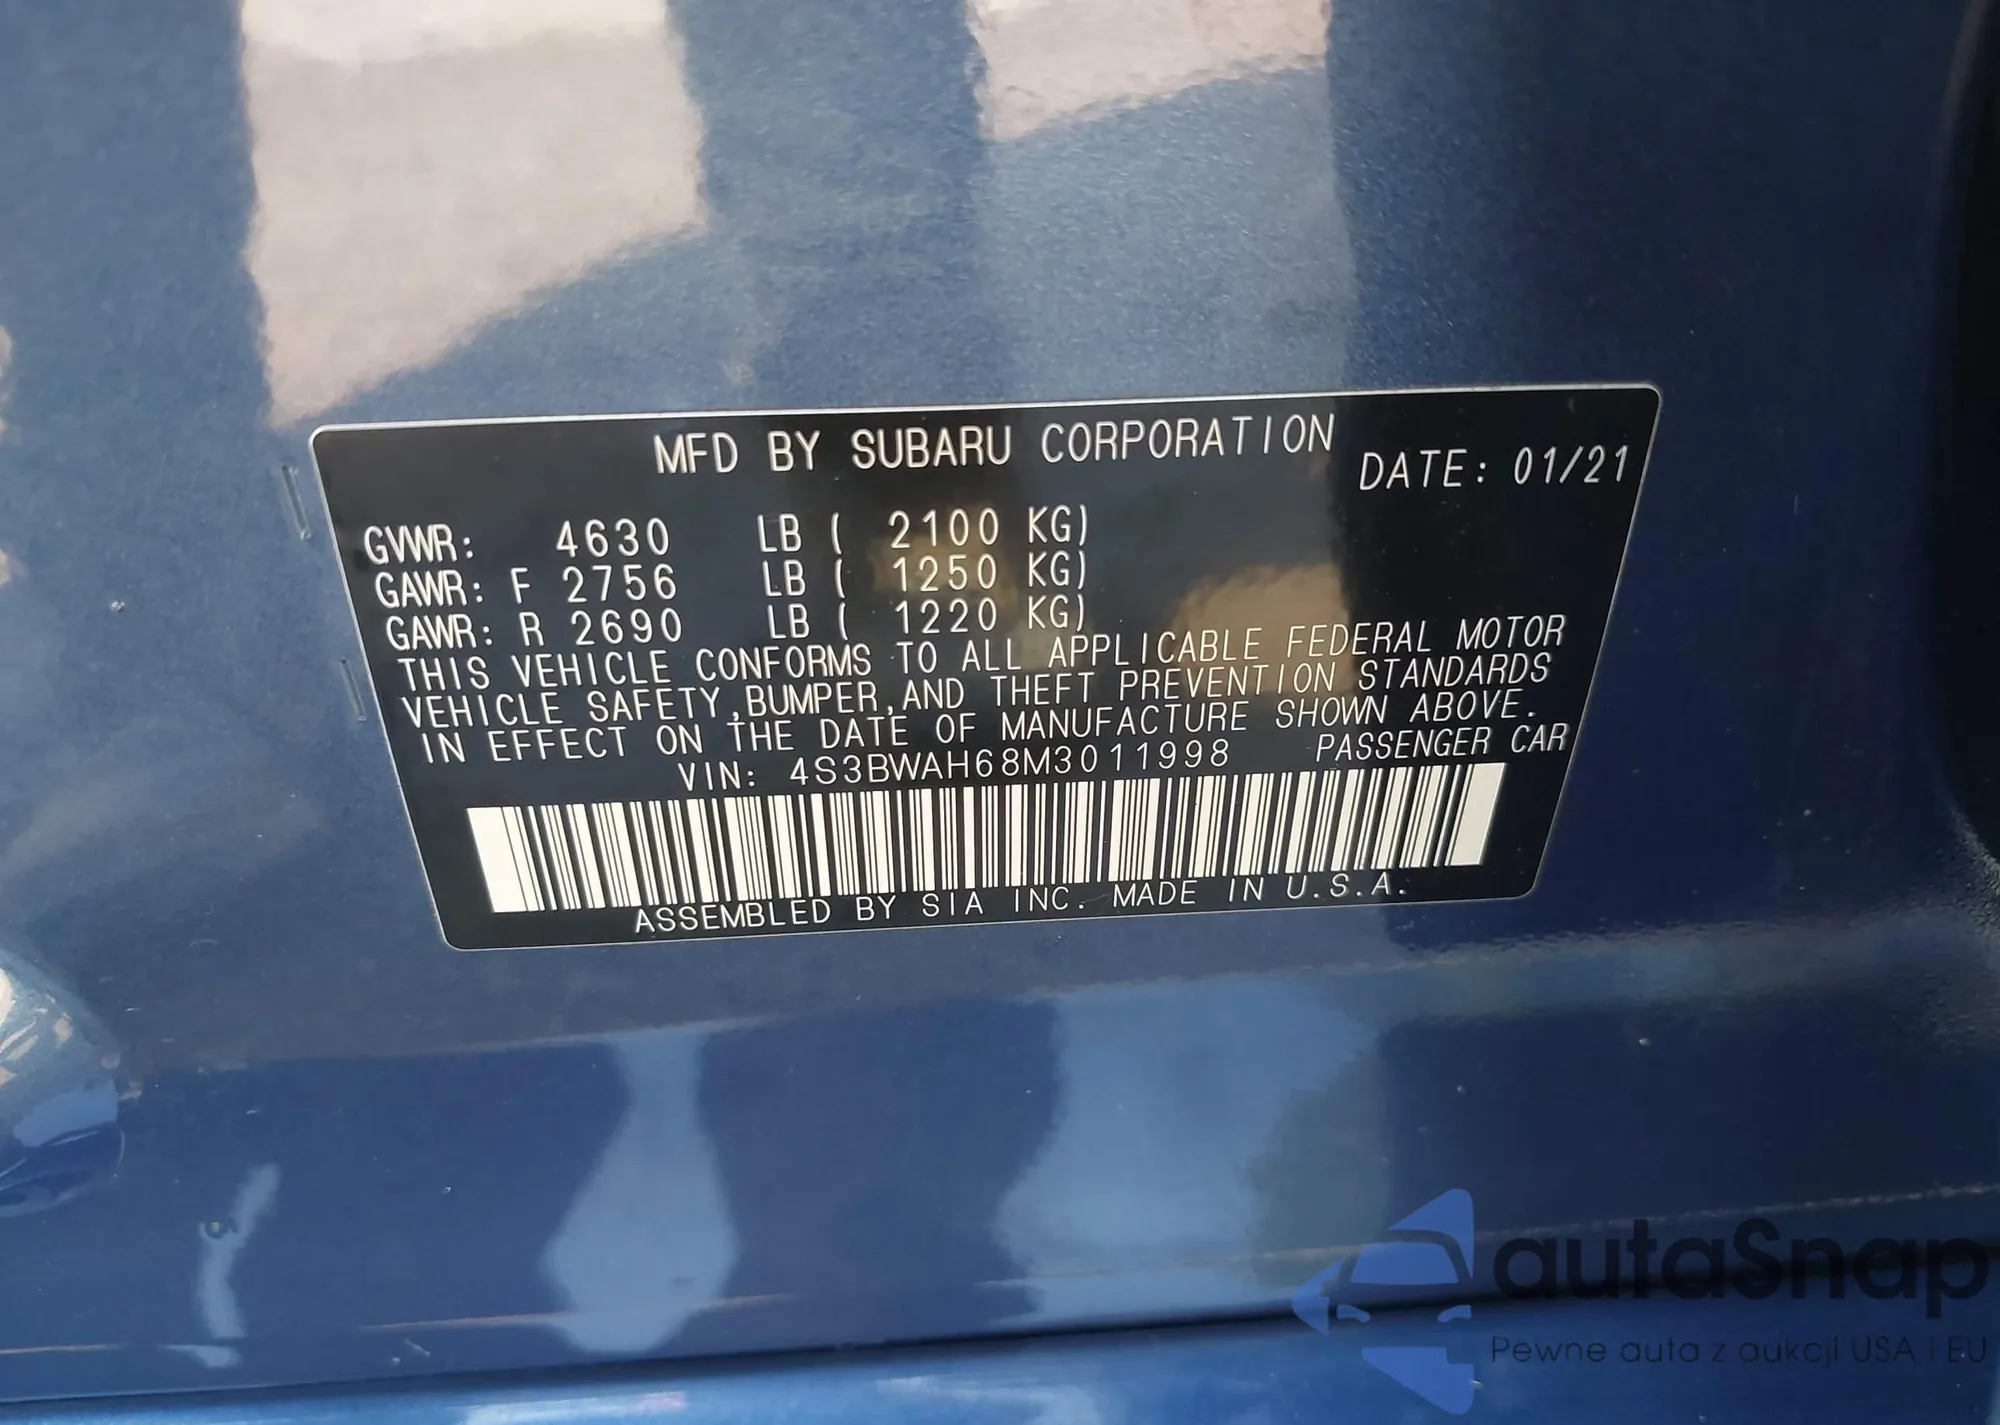 MFD BY SUBARU CORPORATION
DATE: 01/21
GVWR: 4630 LB ( 2100 KG)
GAWR: F 2756 LB ( 1250 KG)
GAWR: R 2690 LB ( 1220 KG)
THIS VEHICLE CONFORMS TO ALL APPLICABLE FEDERAL MOTOR
VEHICLE SAFETY,BUMPER,AND THEFT PREVENTION STANDARDS
IN EFFECT ON THE DATE OF MANUFACTURE SHOWN ABOVE.
VIN: 4S3BWAH68M3011998 PASSENGER CAR
ASSEMBLED BY SIA INC. MADE IN U.S.A.
autaSnap
Pewne auta z aukcji USA i EU